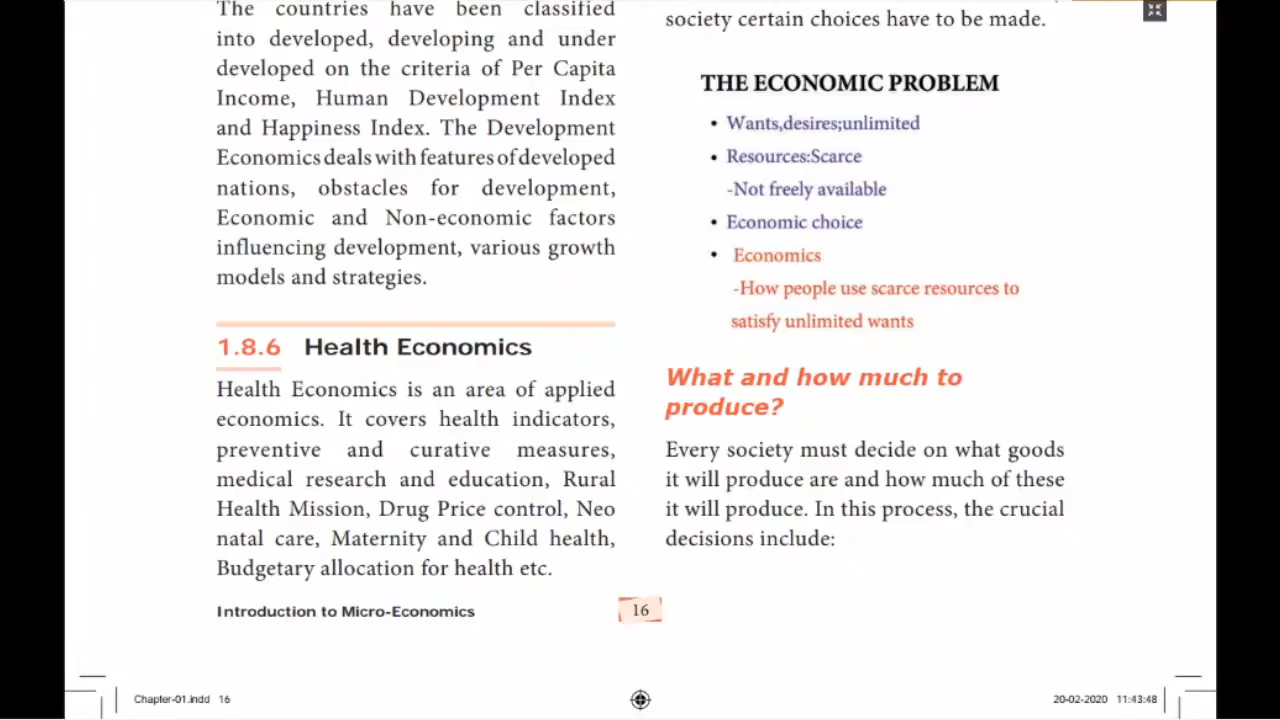 The countries have been classified
into developed, developing and under
developed on the criteria of Per Capita
Income, Human Development Index
and Happiness Index. The Development
Economics deals with features of developed
nations, obstacles for development,
Economic and Non-economic factors
influencing development, various growth
models and strategies.
1.8.6 Health Economics
Health Economics is an area of applied
economics. It covers health indicators,
preventive and curative measures,
medical research and education, Rural
Health Mission, Drug Price control, Neo
natal care, Maternity and Child health,
Budgetary allocation for health etc.
society certain choices have to be made.
THE ECONOMIC PROBLEM
• Wants,desires;unlimited
• Resources:Scarce
-Not freely available
• Economic choice
• Economics
-How people use scarce resources to
satisfy unlimited wants
What and how much to
produce?
Every society must decide on what goods
it will produce are and how much of these
it will produce. In this process, the crucial
decisions include:
Introduction to Micro-Economics
16
Chapter-01.indd 16
20-02-2020 11:43:48